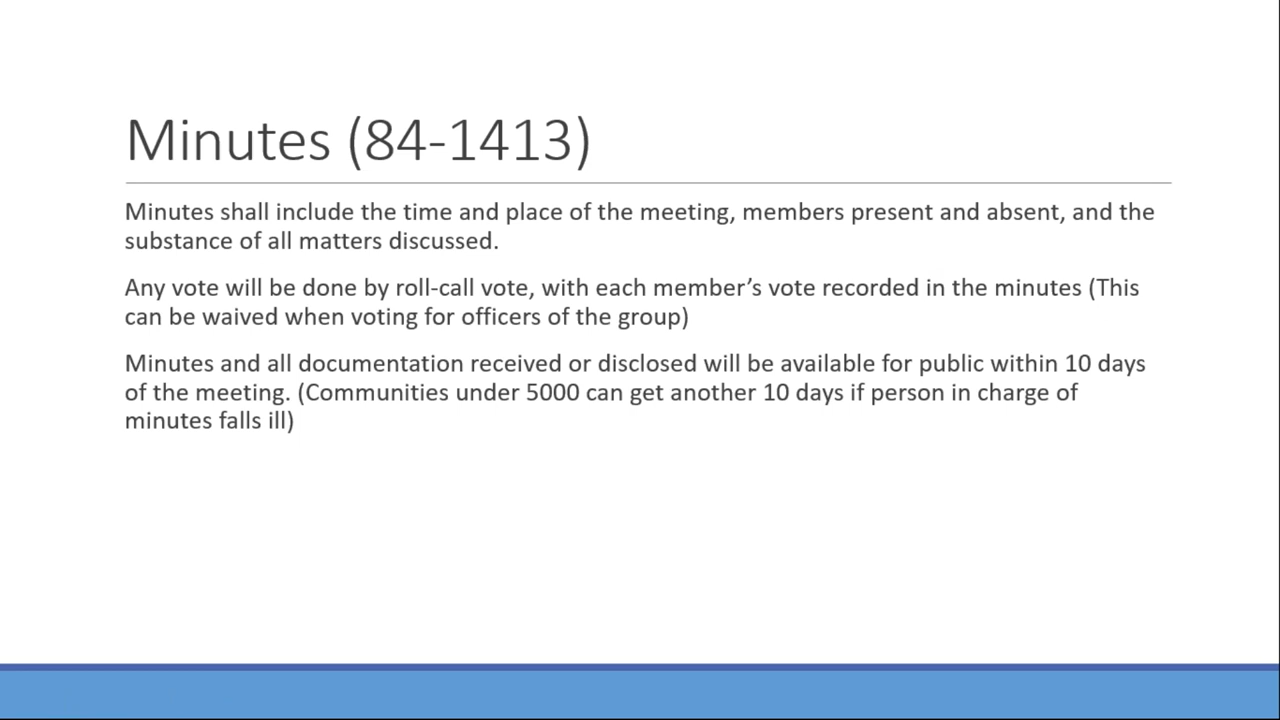 Minutes (84-1413)
Minutes shall include the time and place of the meeting, members present and absent, and the
substance of all matters discussed.
Any vote will be done by roll-call vote, with each member’s vote recorded in the minutes (This
can be waived when voting for officers of the group)
Minutes and all documentation received or disclosed will be available for public within 10 days
of the meeting. (Communities under 5000 can get another 10 days if person in charge of
minutes falls ill)